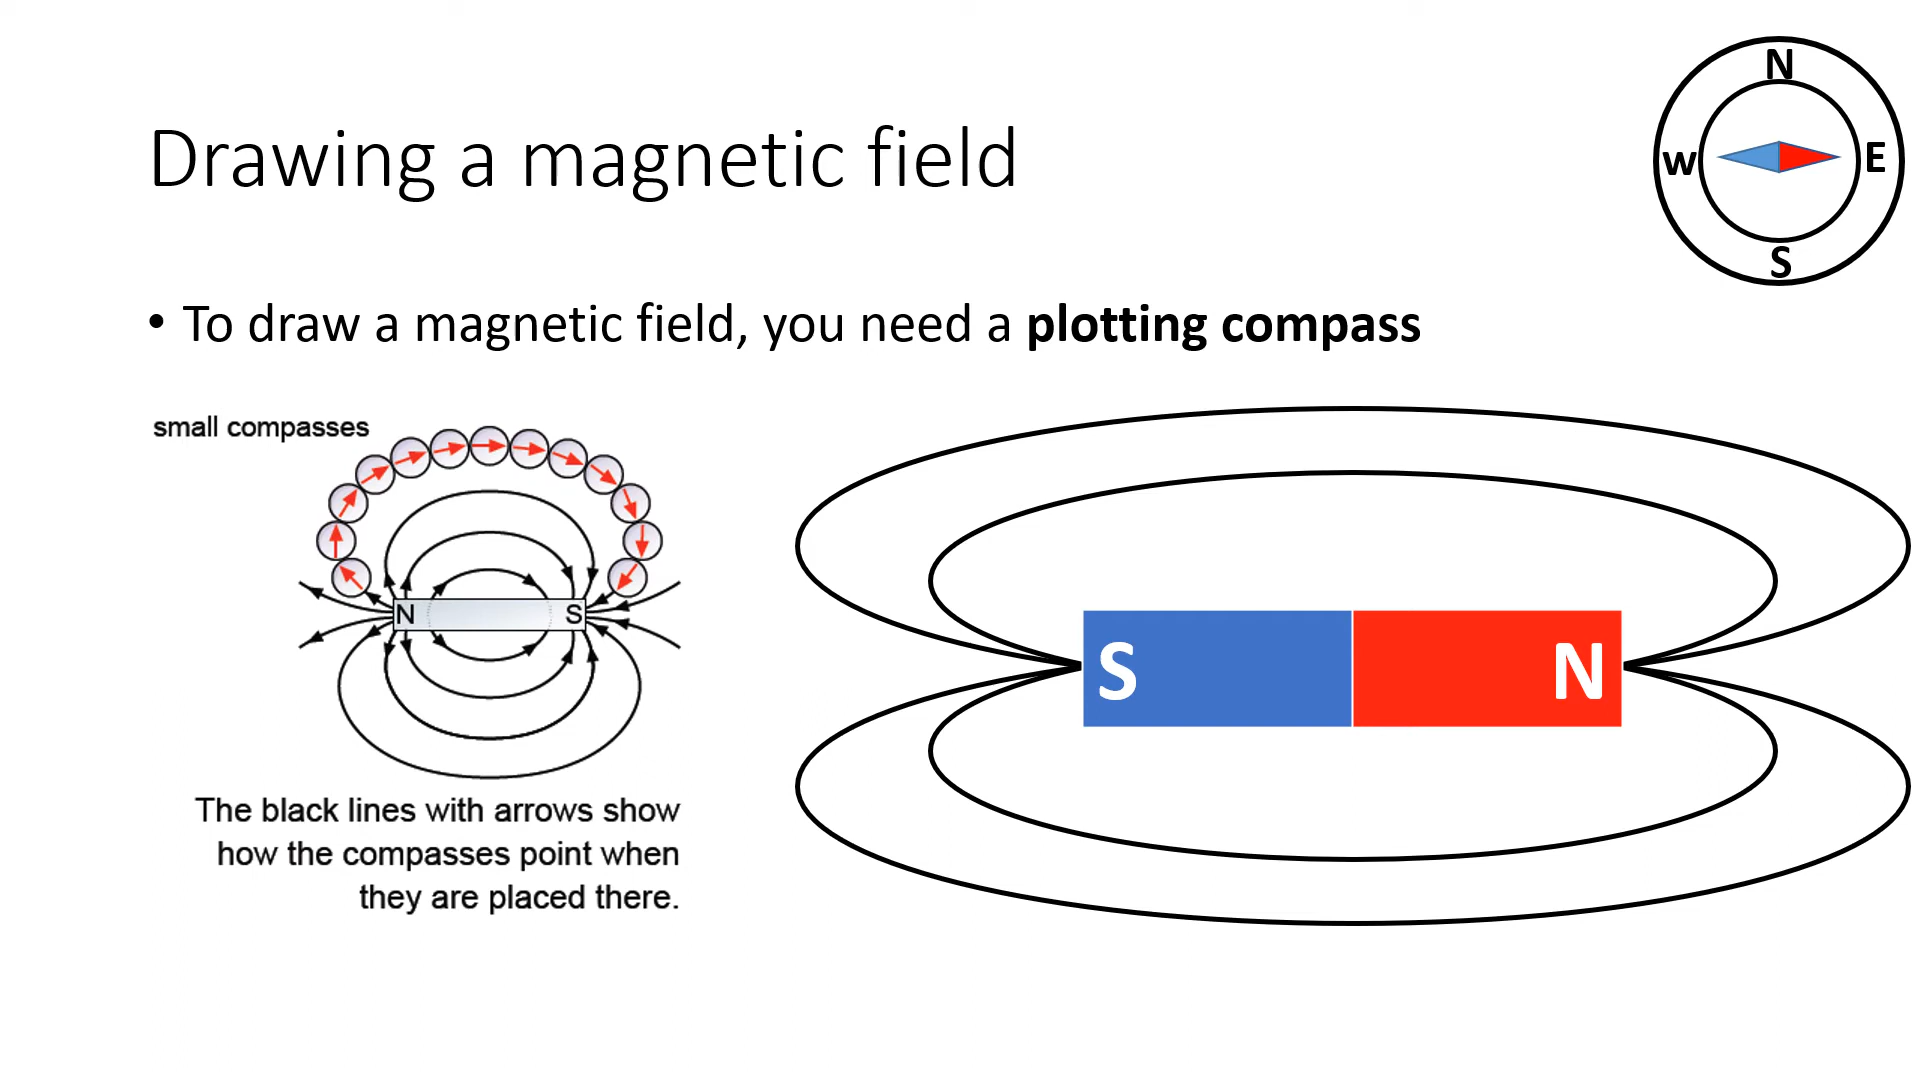 N
W
E
S
Drawing a magnetic field
• To draw a magnetic field, you need a plotting compass
small compasses
N S
S N
The black lines with arrows show
how the compasses point when
they are placed there.